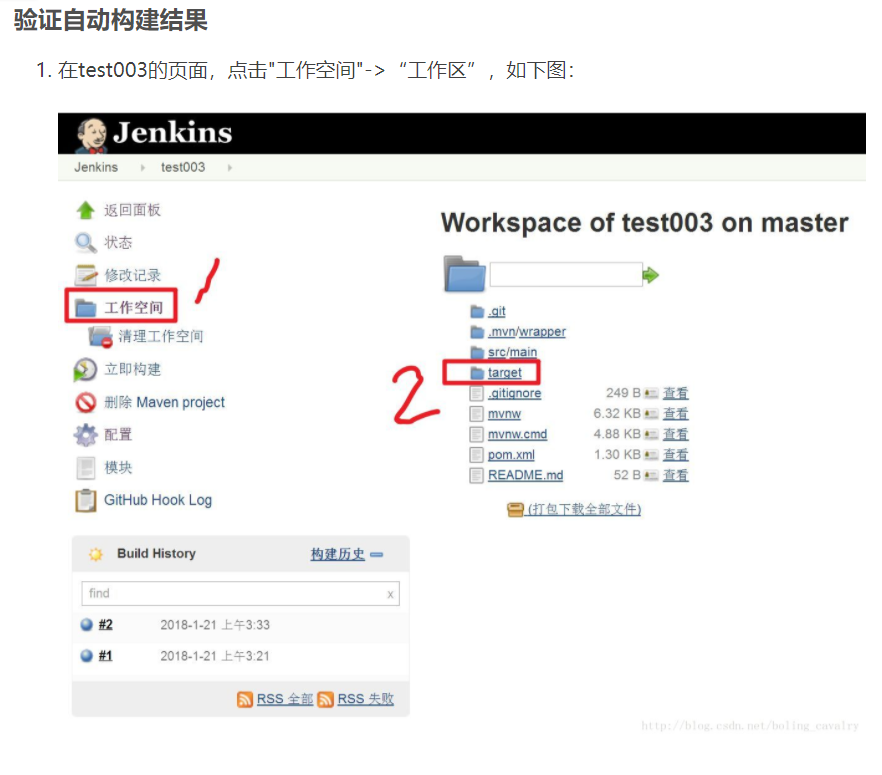 验证自动构建结果
1. 在test003的页面，点击"工作空间"->“工作区”，如下图：
Jenkins
Jenkins test003
返回面板
状态
修改记录
工作空间
清理工作空间
立即构建
删除 Maven project
配置
模块
GitHub Hook Log
1
Workspace of test003 on master
.git
.mvn/wrapper
src/main
target
2
.gitignore 249 B 查看
mvnw 6.32 KB 查看
mvnw.cmd 4.88 KB 查看
pom.xml 1.30 KB 查看
README.md 52 B 查看
(打包下载全部文件)
Build History 构建历史
find x
#2 2018-1-21 上午3:33
#1 2018-1-21 上午3:21
RSS 全部 RSS 失败
http://blog.csdn.net/boling_cavalry